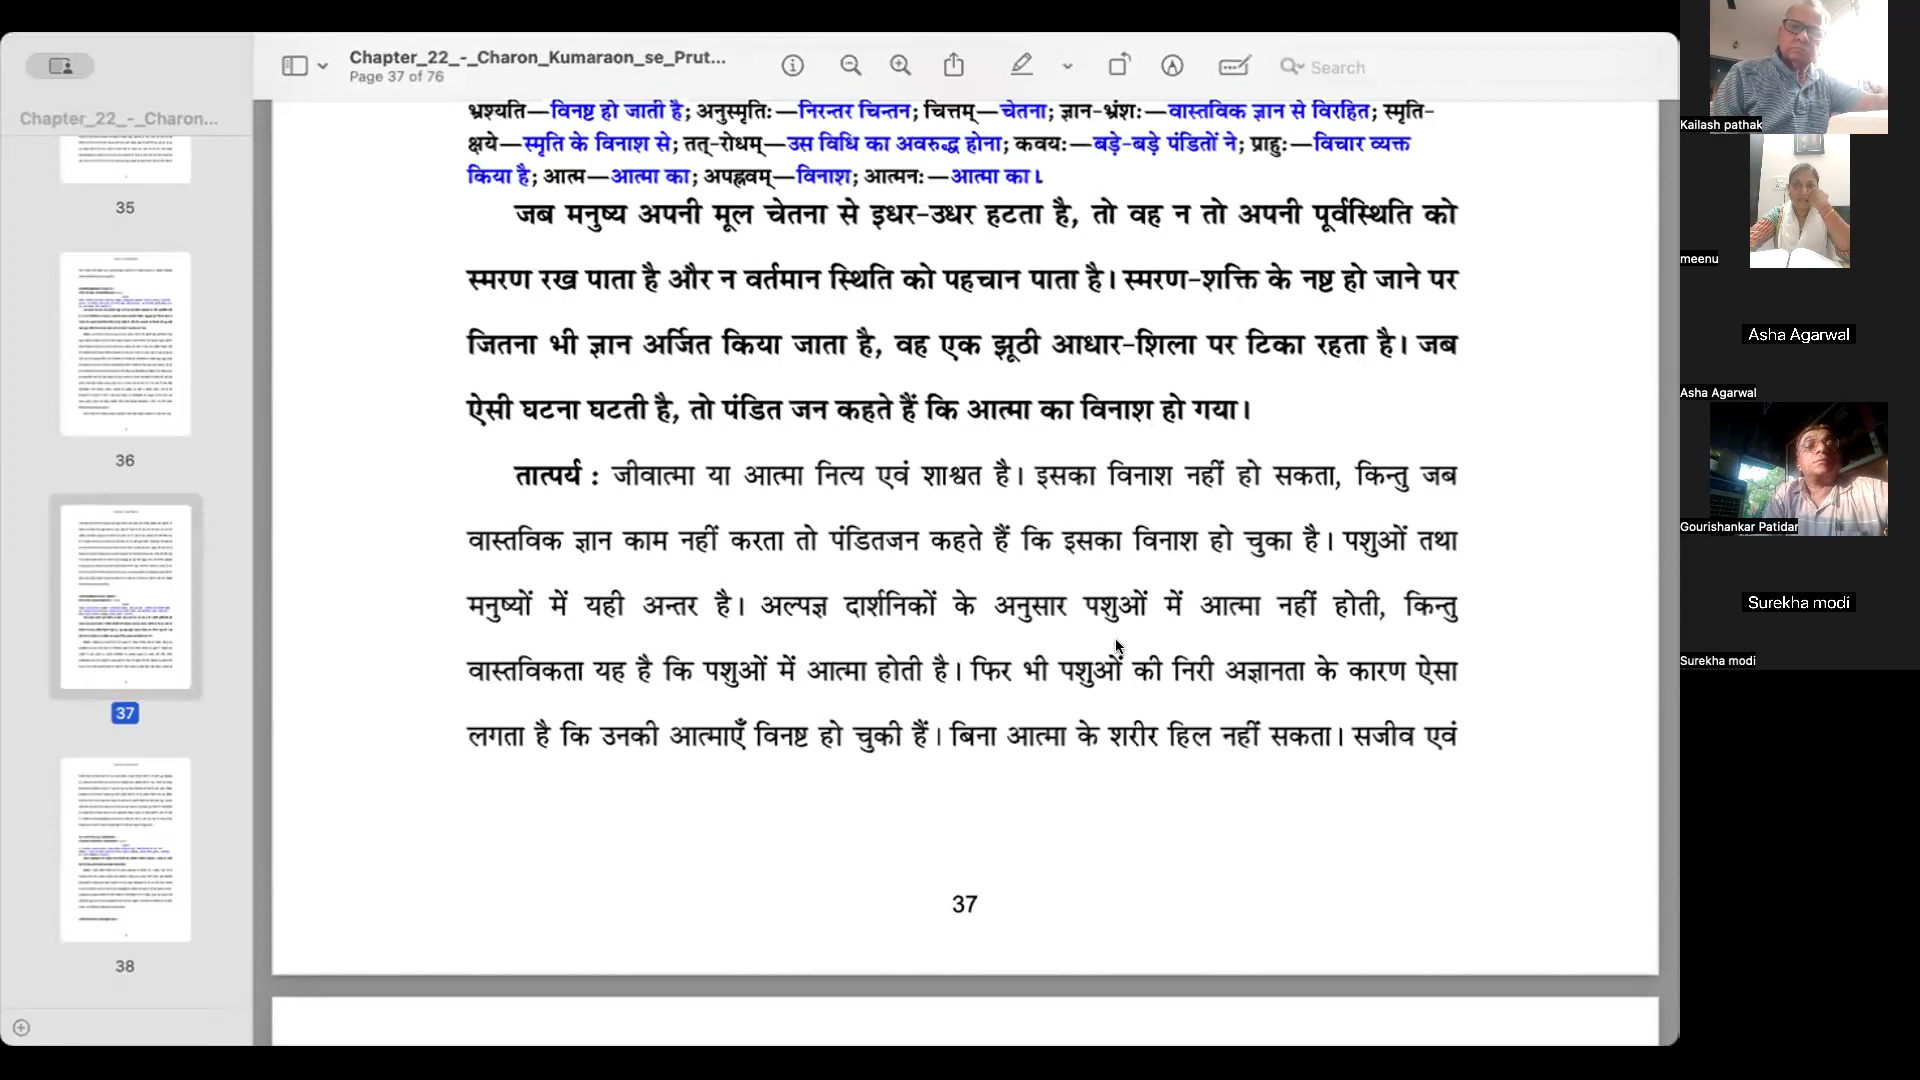 Chapter_22_-_Charon_Kumaraon_se_Prut...
Page 37 of 76
Search
Chapter_22_-_Charon...
35
36
37
38
भ्रश्यति—विनष्ट हो जाती है; अनुस्मृतिः—निरन्तर चिन्तन; चित्तम्—चेतना; ज्ञान-भ्रंशः—वास्तविक ज्ञान से विरहित; स्मृति-
क्षये—स्मृति के विनाश से; तत्-रोधम्—उस विधि का अवरुद्ध होना; कवयः—बड़े-बड़े पंडितों ने; प्राहुः—विचार व्यक्त
किया है; आत्म—आत्मा का; अपह्नवम्—विनाश; आत्मनः—आत्मा का।
जब मनुष्य अपनी मूल चेतना से इधर-उधर हटता है, तो वह न तो अपनी पूर्वस्थिति को
स्मरण रख पाता है और न वर्तमान स्थिति को पहचान पाता है। स्मरण-शक्ति के नष्ट हो जाने पर
जितना भी ज्ञान अर्जित किया जाता है, वह एक झूठी आधार-शिला पर टिका रहता है। जब
ऐसी घटना घटती है, तो पंडित जन कहते हैं कि आत्मा का विनाश हो गया।
तात्पर्य : जीवात्मा या आत्मा नित्य एवं शाश्वत है। इसका विनाश नहीं हो सकता, किन्तु जब
वास्तविक ज्ञान काम नहीं करता तो पंडितजन कहते हैं कि इसका विनाश हो चुका है। पशुओं तथा
मनुष्यों में यही अन्तर है। अल्पज्ञ दार्शनिकों के अनुसार पशुओं में आत्मा नहीं होती, किन्तु
वास्तविकता यह है कि पशुओं में आत्मा होती है। फिर भी पशुओं की निरी अज्ञानता के कारण ऐसा
लगता है कि उनकी आत्माएँ विनष्ट हो चुकी हैं। बिना आत्मा के शरीर हिल नहीं सकता। सजीव एवं
37
Kailash pathak
meenu
Asha Agarwal
Asha Agarwal
Gourishankar Patidar
Surekha modi
Surekha modi